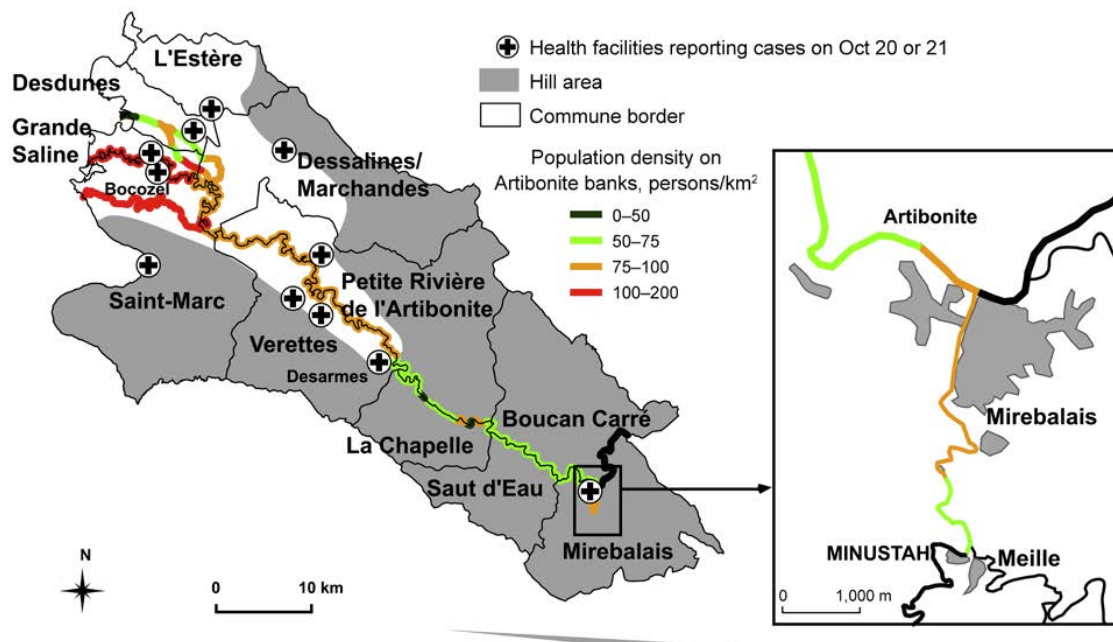 L'Estère
Desdunes
Grande
Saline
Bocozel
Dessalines/
Marchandes
Saint-Marc
Petite Rivière
de l'Artibonite
Verettes
Desarmes
La Chapelle
Boucan Carré
Saut d'Eau
Mirebalais
N
0 10 km
Health facilities reporting cases on Oct 20 or 21
Hill area
Commune border
Population density on
Artibonite banks, persons/km²
0–50
50–75
75–100
100–200
Artibonite
Mirebalais
MINUSTAH
Meille
0 1,000 m